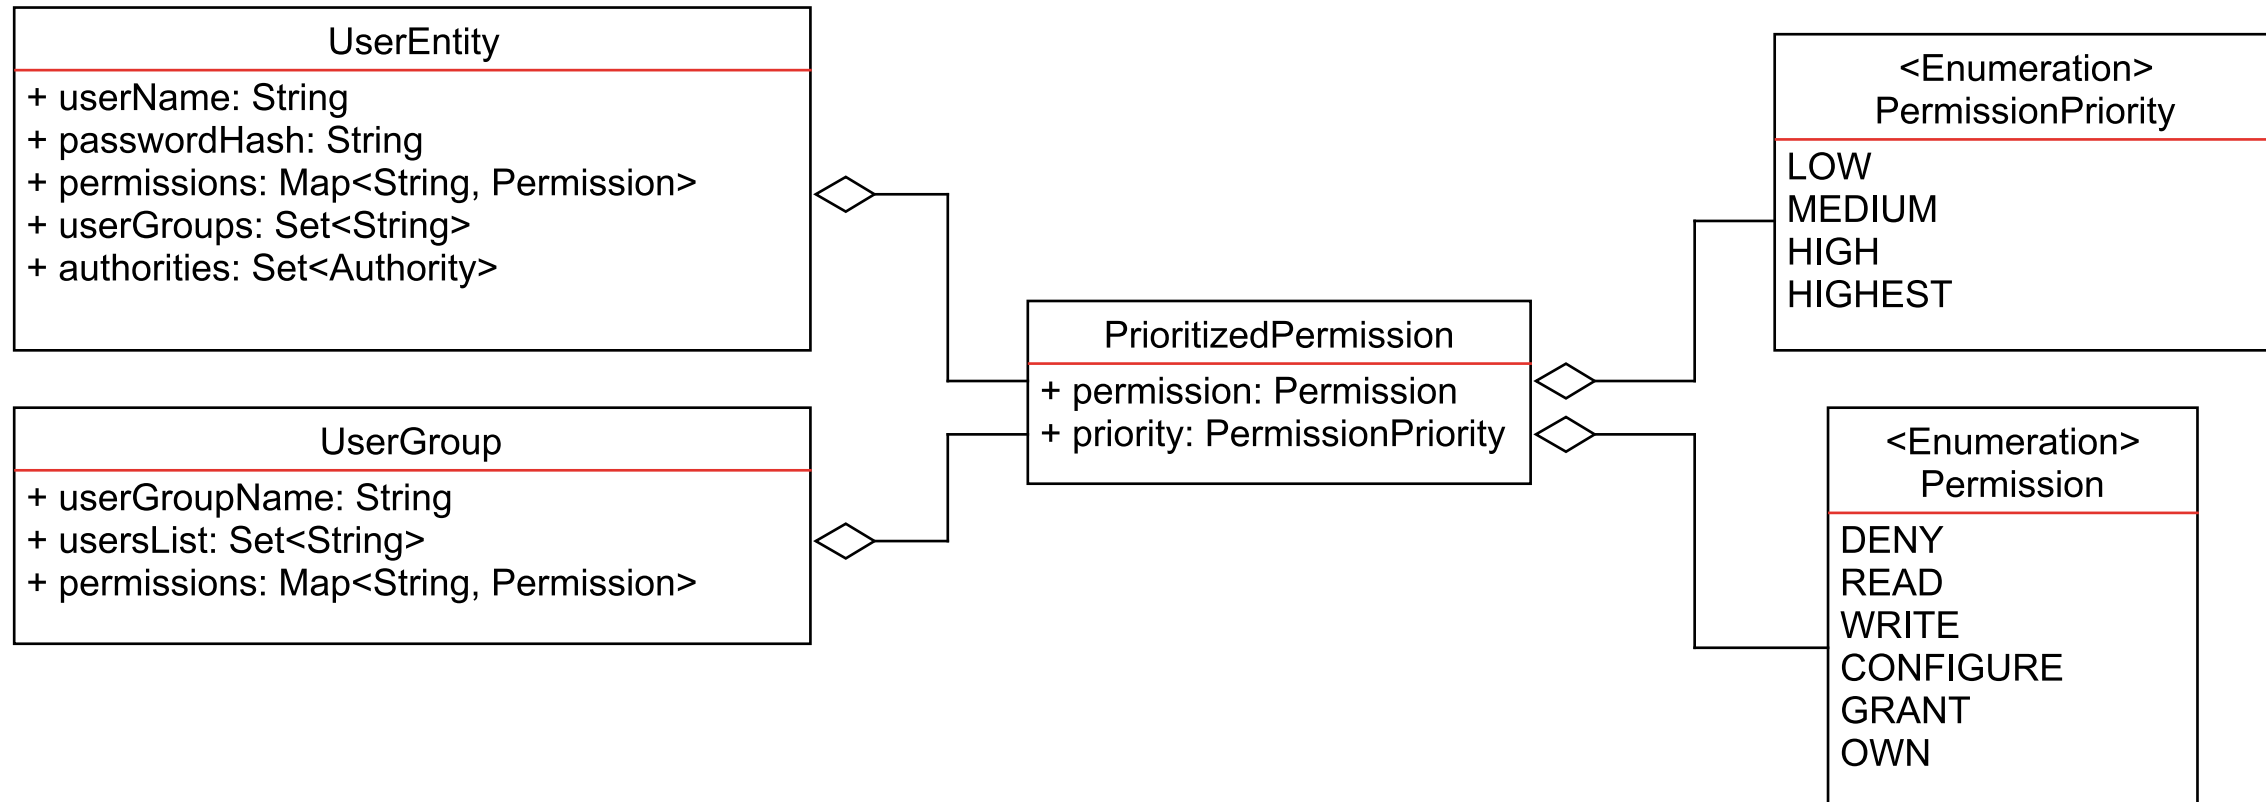 UserEntity
+ userName: String
+ passwordHash: String
+ permissions: Map<String, Permission>
+ userGroups: Set<String>
+ authorities: Set<Authority>
UserGroup
+ userGroupName: String
+ usersList: Set<String>
+ permissions: Map<String, Permission>
PrioritizedPermission
+ permission: Permission
+ priority: PermissionPriority
<Enumeration>
PermissionPriority
LOW
MEDIUM
HIGH
HIGHEST
<Enumeration>
Permission
DENY
READ
WRITE
CONFIGURE
GRANT
OWN